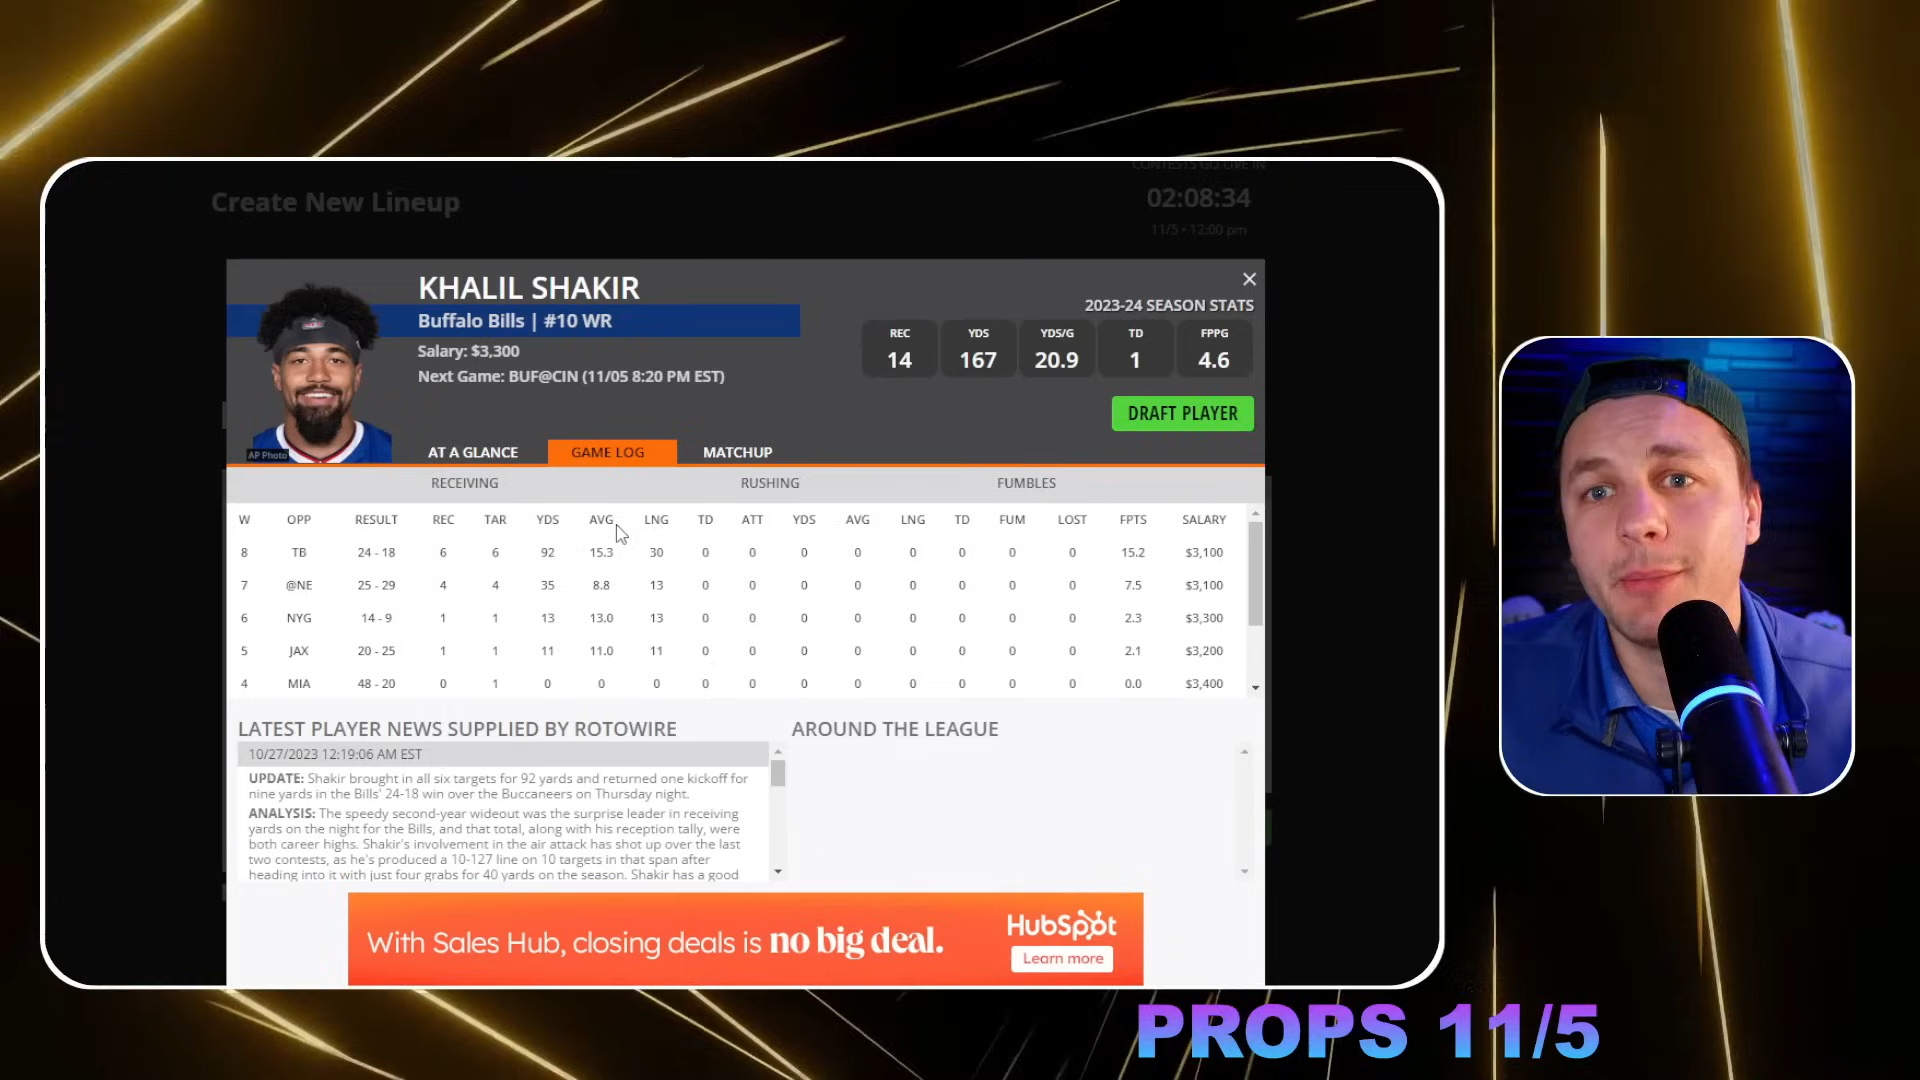 CONTESTS GO LIVE IN
Create New Lineup
02:08:34
11/5 • 12:00 pm
KHALIL SHAKIR
Buffalo Bills | #10 WR
Salary: $3,300
Next Game: BUF@CIN (11/05 8:20 PM EST)
2023-24 SEASON STATS
REC YDS YDS/G TD FPPG
14 167 20.9 1 4.6
DRAFT PLAYER
AP Photo
AT A GLANCE GAME LOG MATCHUP
RECEIVING RUSHING FUMBLES
W OPP RESULT REC TAR YDS AVG LNG TD ATT YDS AVG LNG TD FUM LOST FPTS SALARY
8 TB 24 - 18 6 6 92 15.3 30 0 0 0 0 0 0 0 0 15.2 $3,100
7 @NE 25 - 29 4 4 35 8.8 13 0 0 0 0 0 0 0 0 7.5 $3,100
6 NYG 14 - 9 1 1 13 13.0 13 0 0 0 0 0 0 0 0 2.3 $3,300
5 JAX 20 - 25 1 1 11 11.0 11 0 0 0 0 0 0 0 0 2.1 $3,200
4 MIA 48 - 20 0 1 0 0 0 0 0 0 0 0 0 0 0 0.0 $3,400
LATEST PLAYER NEWS SUPPLIED BY ROTOWIRE
AROUND THE LEAGUE
10/27/2023 12:19:06 AM EST
UPDATE: Shakir brought in all six targets for 92 yards and returned one kickoff for
nine yards in the Bills' 24-18 win over the Buccaneers on Thursday night.
ANALYSIS: The speedy second-year wideout was the surprise leader in receiving
yards on the night for the Bills, and that total, along with his reception tally, were
both career highs. Shakir's involvement in the air attack has shot up over the last
two contests, as he's produced a 10-127 line on 10 targets in that span after
heading into it with just four grabs for 40 yards on the season. Shakir has a good
With Sales Hub, closing deals is no big deal.
HubSpot
Learn more
PROPS 11/5